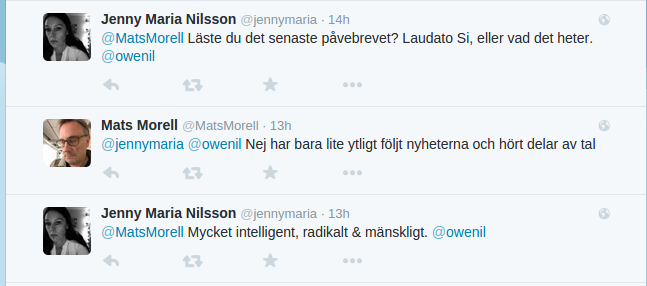 Jenny Maria Nilsson @jennymaria · 14h
@MatsMorell Läste du det senaste påvebrevet? Laudato Si, eller vad det heter.
@owenil
Mats Morell @MatsMorell · 13h
@jennymaria @owenil Nej har bara lite ytligt följt nyheterna och hört delar av tal
Jenny Maria Nilsson @jennymaria · 13h
@MatsMorell Mycket intelligent, radikalt & mänskligt. @owenil